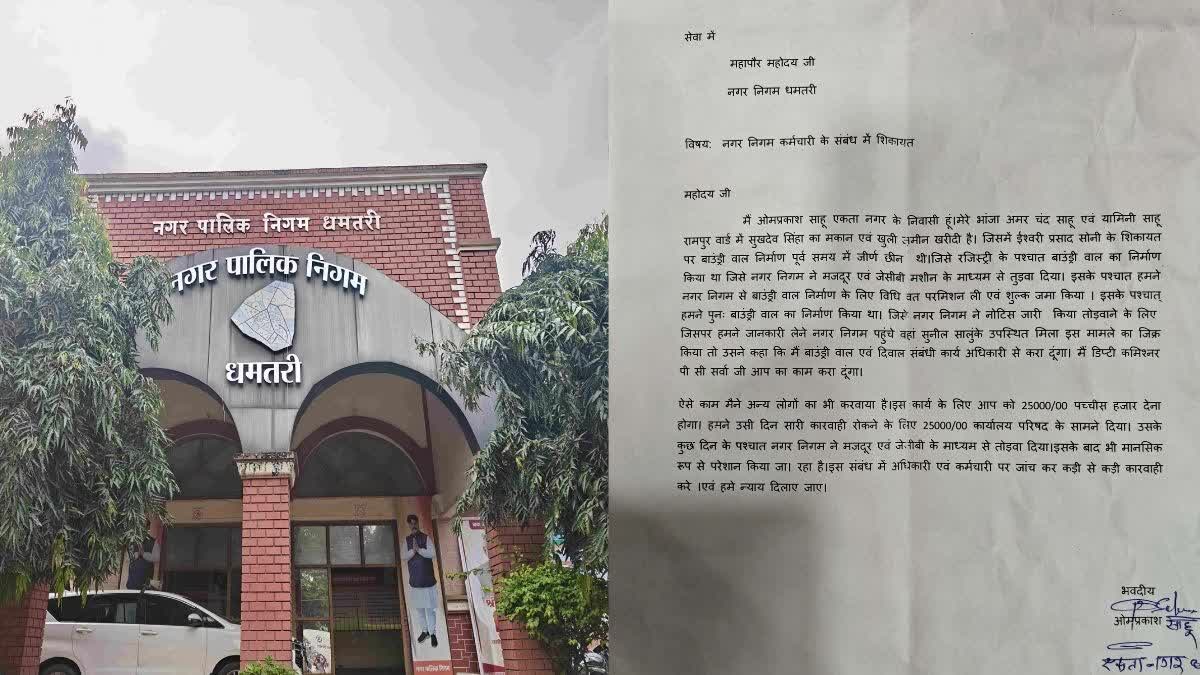 नगर पालिक निगम धमतरी
नगर पालिक निगम
धमतरी
नगर पालिक निगम
सेवा में
महापौर महोदय जी
नगर निगम धमतरी
विषय: नगर निगम कर्मचारी के संबंध में शिकायत
महोदय जी
मैं ओमप्रकाश साहू एकता नगर के निवासी हूं।मेरे भांजा अमर चंद साहू एवं यामिनी साहू
रामपुर वार्ड में सुखदेव सिंहा का मकान एवं खुली जमीन खरीदी है। जिसमें ईश्वरी प्रसाद सोनी के शिकायत
पर बाउंड्री वाल निर्माण पूर्व समय में जीर्ण छीन थी।जिसे रजिस्ट्री के पश्चात बाउंड्री वाल का निर्माण
किया था जिसे नगर निगम ने मजदूर एवं जेसीबी मशीन के माध्यम से तुड़वा दिया। इसके पश्चात हमने
नगर निगम से बाउंड्री वाल निर्माण के लिए विधि वत परमिशन ली एवं शुल्क जमा किया । इसके पश्चात्
हमने पुनः बाउंड्री वाल का निर्माण किया था। जिसे नगर निगम ने नोटिस जारी किया तोड़वाने के लिए
जिसपर हमने जानकारी लेने नगर निगम पहुंचे वहां सुनील सालुंके उपस्थित मिला इस मामले का जिक्र
किया तो उसने कहा कि मैं बाउंड्री वाल एवं दिवाल संबंधी कार्य अधिकारी से करा दूंगा। मैं डिप्टी कमिश्नर
पी सी सर्वा जी आप का काम करा दूंगा।
ऐसे काम मैने अन्य लोगों का भी करवाया है।इस कार्य के लिए आप को 25000/00 पच्चीस हजार देना
होगा। हमने उसी दिन सारी कारवाही रोकने के लिए 25000/00 कार्यालय परिषद के सामने दिया। उसके
कुछ दिन के पश्चात नगर निगम ने मजदूर एवं जेसीबी के माध्यम से तोड़वा दिया।इसके बाद भी मानसिक
रूप से परेशान किया जा। रहा है।इस संबंध में अधिकारी एवं कर्मचारी पर जांच कर कड़ी से कड़ी कारवाही
करे ।एवं हमे न्याय दिलाए जाए।
भवदीय
ओमप्रकाश साहू
एकता-नगर